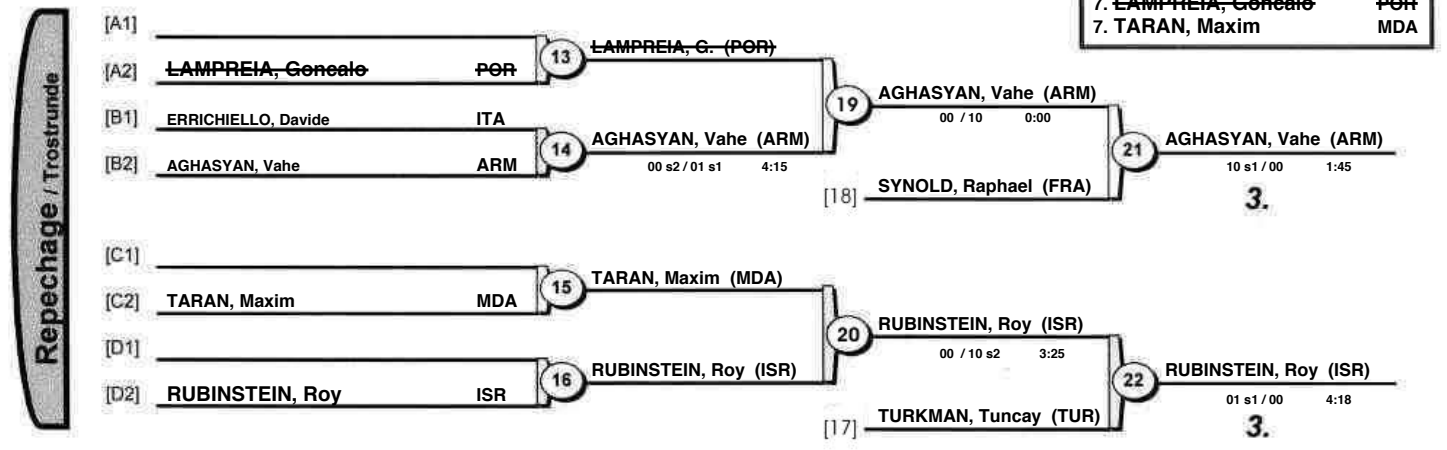 7. LAMPREIA, Goncalo POR
7. TARAN, Maxim MDA
Repechage / Trostrunde
[A1]
[A2] LAMPREIA, Goncalo POR
13
LAMPREIA, G. (POR)
[B1] ERRICHIELLO, Davide ITA
[B2] AGHASYAN, Vahe ARM
14
AGHASYAN, Vahe (ARM)
00 s2 / 01 s1 4:15
19
AGHASYAN, Vahe (ARM)
00 / 10 0:00
[18] SYNOLD, Raphael (FRA)
21
AGHASYAN, Vahe (ARM)
10 s1 / 00 1:45
3.
[C1]
[C2] TARAN, Maxim MDA
15
TARAN, Maxim (MDA)
[D1]
[D2] RUBINSTEIN, Roy ISR
16
RUBINSTEIN, Roy (ISR)
20
RUBINSTEIN, Roy (ISR)
00 / 10 s2 3:25
[17] TURKMAN, Tuncay (TUR)
22
RUBINSTEIN, Roy (ISR)
01 s1 / 00 4:18
3.